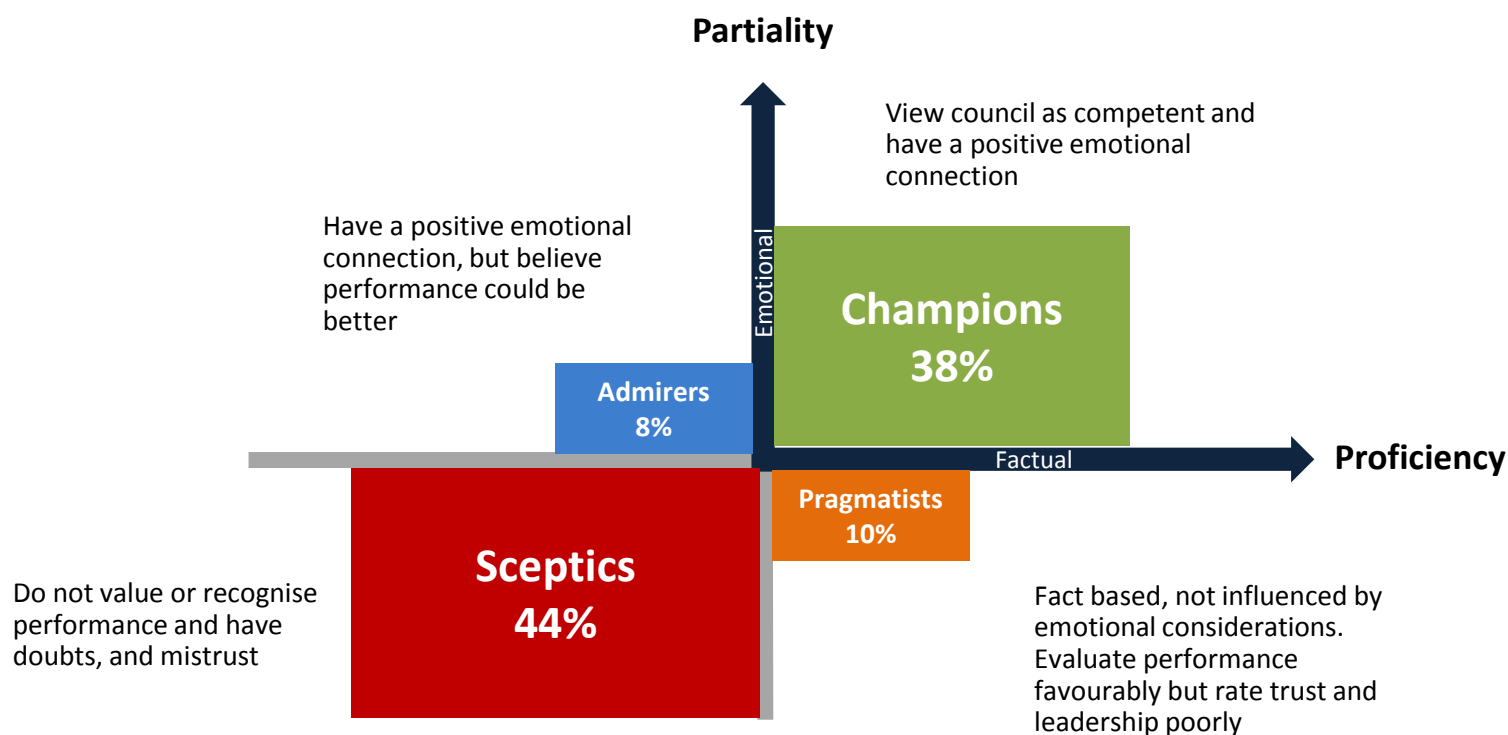 Partiality
View council as competent and
have a positive emotional
connection
Have a positive emotional
connection, but believe
performance could be
better
Emotional
Champions
38%
Admirers
8%
Factual
Proficiency
Pragmatists
10%
Sceptics
44%
Do not value or recognise
performance and have
doubts, and mistrust
Fact based, not influenced by
emotional considerations.
Evaluate performance
favourably but rate trust and
leadership poorly